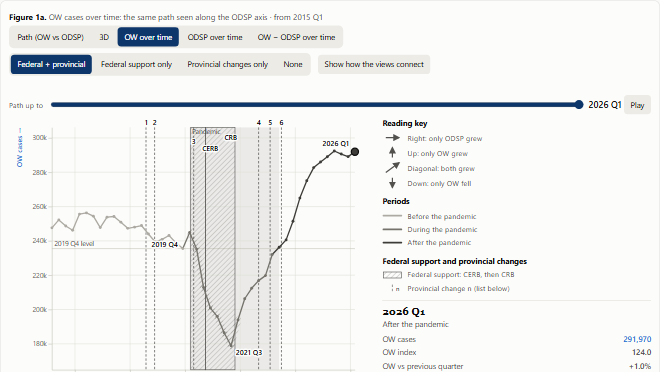 Figure 1a. OW cases over time: the same path seen along the ODSP axis · from 2015 Q1
Path (OW vs ODSP) 3D OW over time ODSP over time OW − ODSP over time
Federal + provincial Federal support only Provincial changes only None Show how the views connect
Path up to 2026 Q1 Play
OW cases →
1 2 4 5 6
Pandemic
3
CERB
CRB
2026 Q1
300k
280k
260k
240k
220k
200k
180k
2019 Q4 level
2019 Q4
2021 Q3
Reading key
Right: only ODSP grew
Up: only OW grew
Diagonal: both grew
Down: only OW fell
Periods
Before the pandemic
During the pandemic
After the pandemic
Federal support and provincial changes
Federal support: CERB, then CRB
n Provincial change n (list below)
2026 Q1
After the pandemic
OW cases 291,970
OW index 124.0
OW vs previous quarter +1.0%